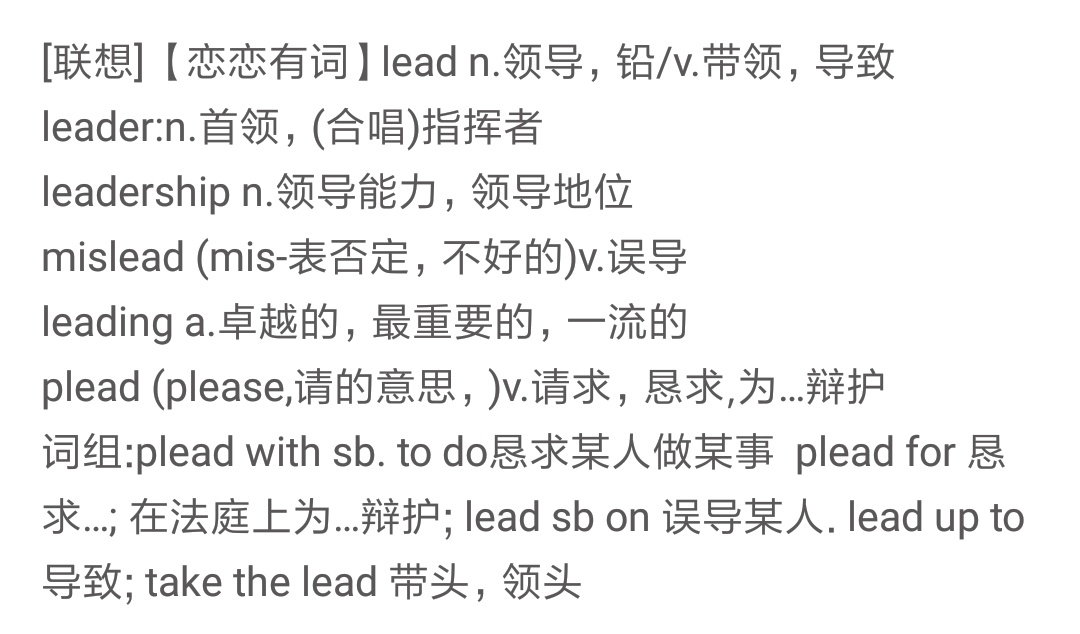 [联想]【恋恋有词】lead n.领导，铅/v.带领，导致
leader:n.首领，(合唱)指挥者
leadership n.领导能力，领导地位
mislead (mis-表否定，不好的)v.误导
leading a.卓越的，最重要的，一流的
plead (please,请的意思，)v.请求，恳求,为...辩护
词组:plead with sb. to do恳求某人做某事  plead for 恳
求...; 在法庭上为...辩护; lead sb on 误导某人. lead up to
导致; take the lead 带头，领头